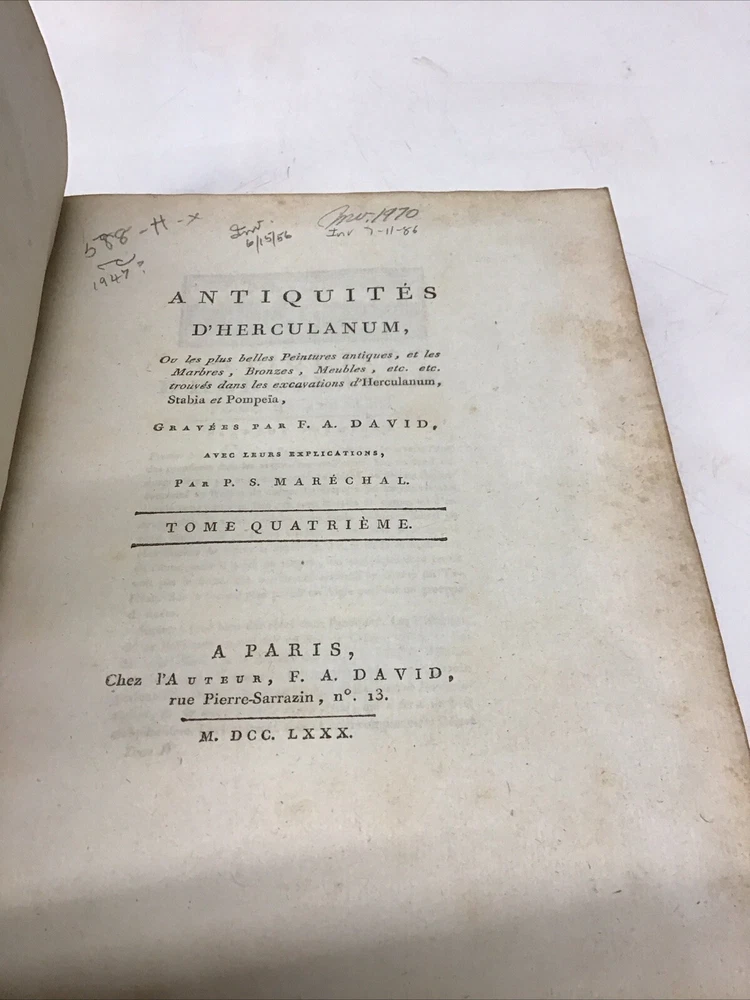 588-H-X
1947?
Inv.
6/15/56
Inv. 1970
Inv 7-11-86
ANTIQUITÉS
D'HERCULANUM,
Ou les plus belles Peintures antiques, et les
Marbres, Bronzes, Meubles, etc. etc.
trouvés dans les excavations d'Herculanum,
Stabia et Pompeïa,
GRAVÉES PAR F. A. DAVID,
AVEC LEURS EXPLICATIONS,
PAR P. S. MARÉCHAL.
TOME QUATRIÈME.
A PARIS,
Chez l'AUTEUR, F. A. DAVID,
rue Pierre-Sarrazin, nº. 13.
M. DCC. LXXX.